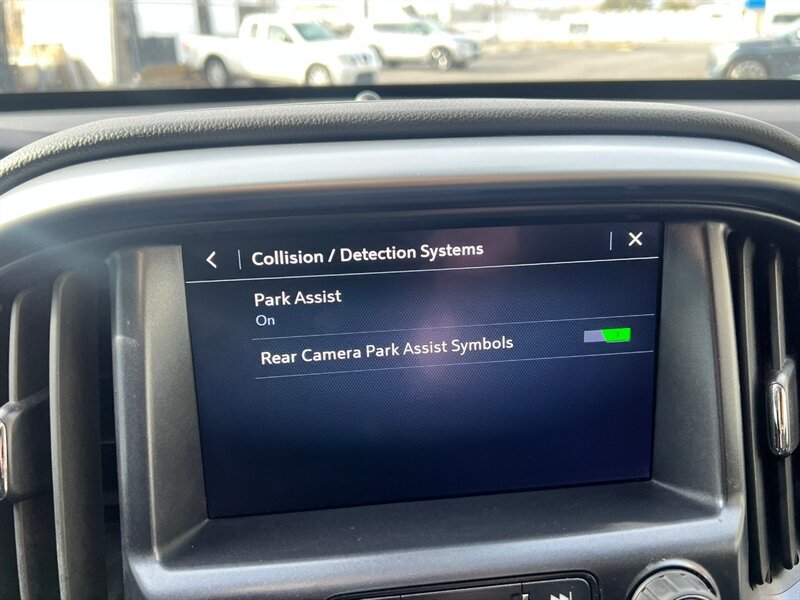 Collision / Detection Systems
Park Assist
On
Rear Camera Park Assist Symbols